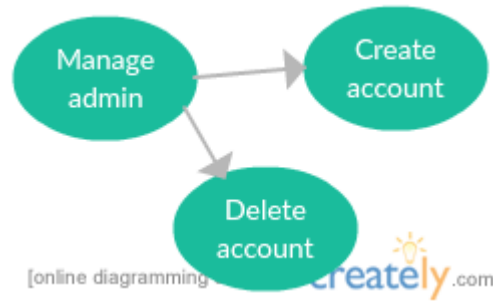 Manage
admin
Create
account
Delete
account
[online diagramming
creately.com